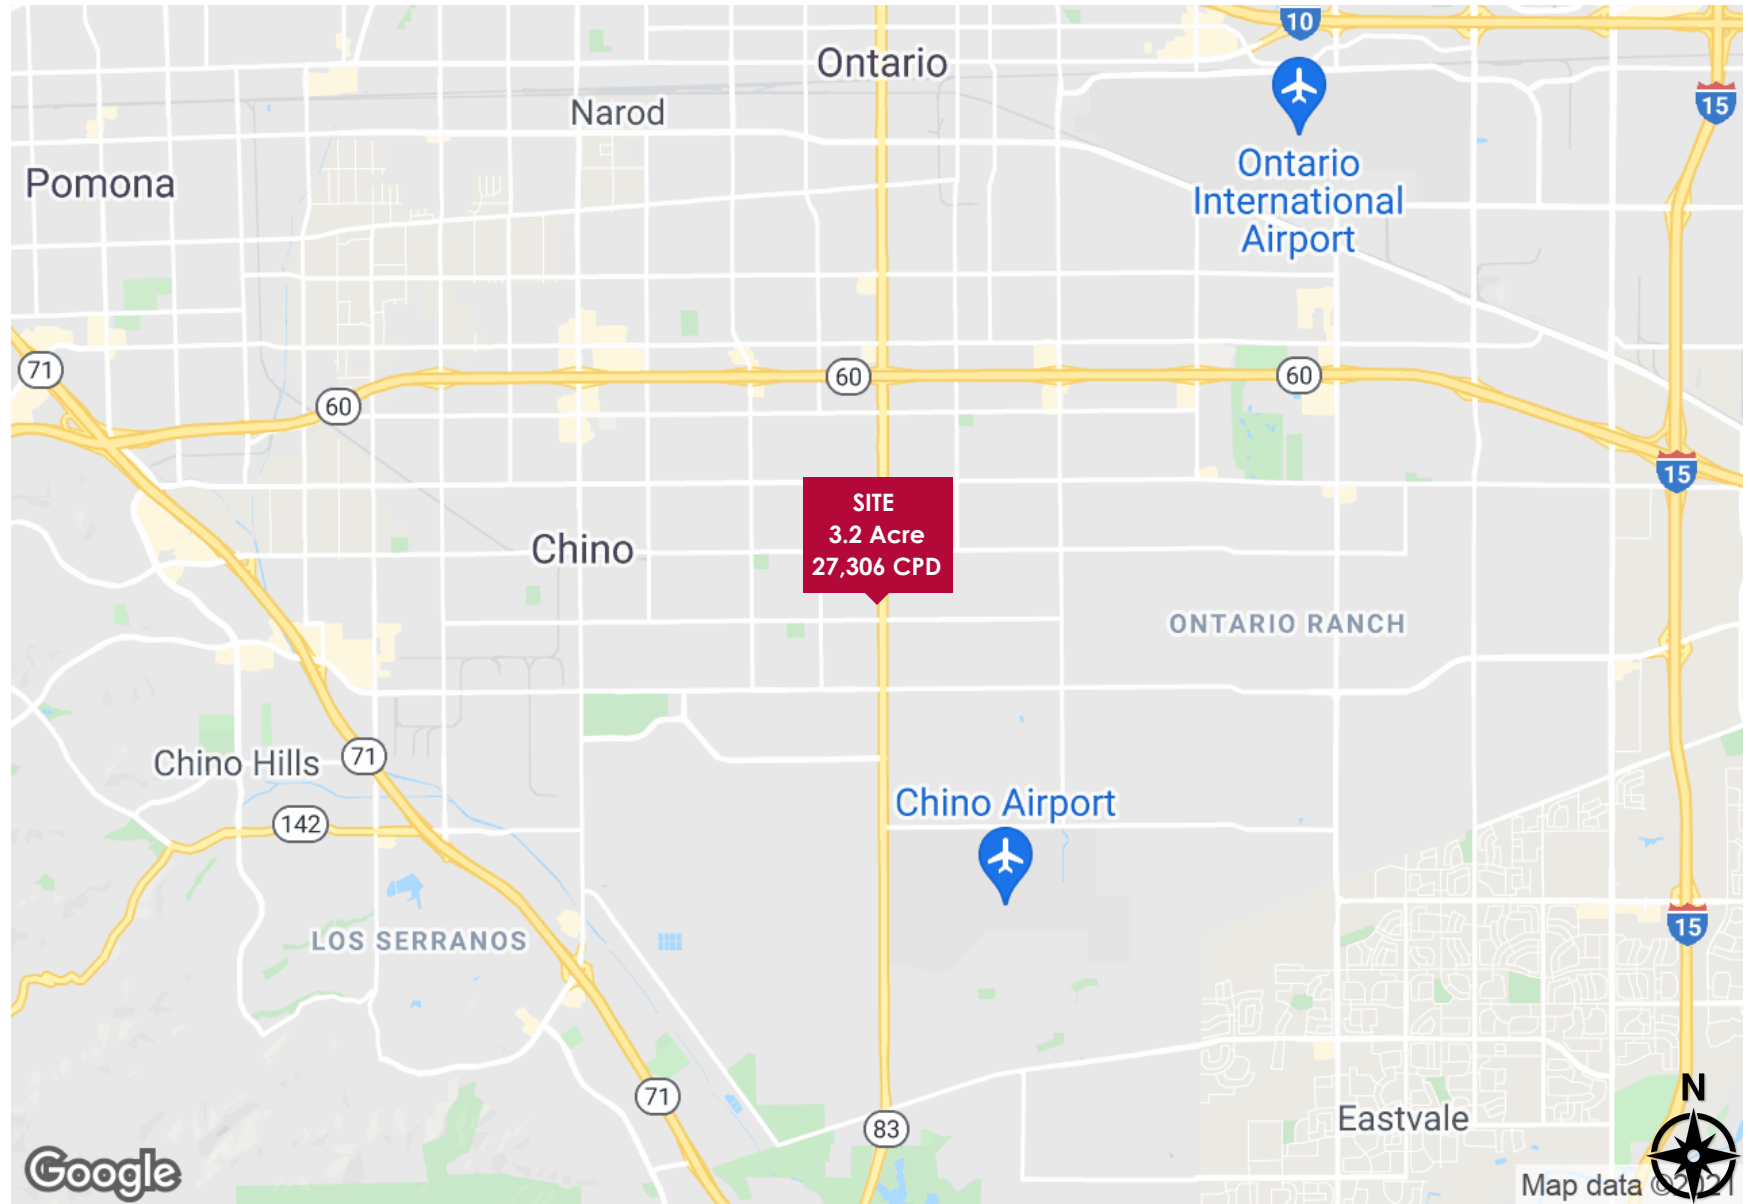 10
Ontario
Narod
15
Pomona
Ontario
International
Airport
71
60
60
60
15
SITE
3.2 Acre
27,306 CPD
Chino
ONTARIO RANCH
Chino Hills
71
142
Chino Airport
LOS SERRANOS
15
71
83
Eastvale
N
Google
Map data ©2021